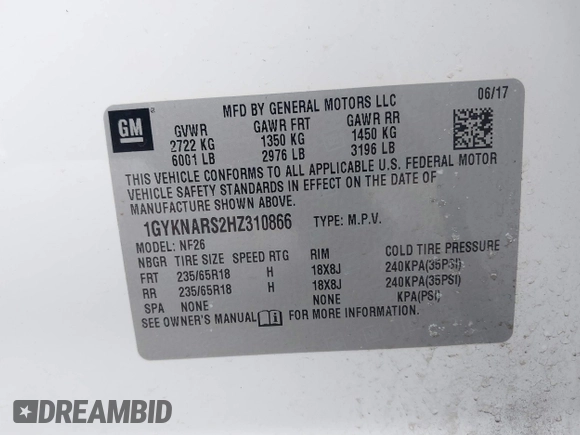 06/17
MFD BY GENERAL MOTORS LLC
GM
GVWR GAWR FRT GAWR RR
2722 KG 1350 KG 1450 KG
6001 LB 2976 LB 3196 LB
THIS VEHICLE CONFORMS TO ALL APPLICABLE U.S. FEDERAL MOTOR
VEHICLE SAFETY STANDARDS IN EFFECT ON THE DATE OF
MANUFACTURE SHOWN ABOVE.
1GYKNARS2HZ310866 TYPE: M.P.V.
MODEL: NF26
NBGR TIRE SIZE SPEED RTG RIM COLD TIRE PRESSURE
FRT 235/65R18 H 18X8J 240KPA(35PSI)
RR 235/65R18 H 18X8J 240KPA(35PSI)
SPA NONE NONE KPA(PSI)
SEE OWNER'S MANUAL FOR MORE INFORMATION.
DREAMBID